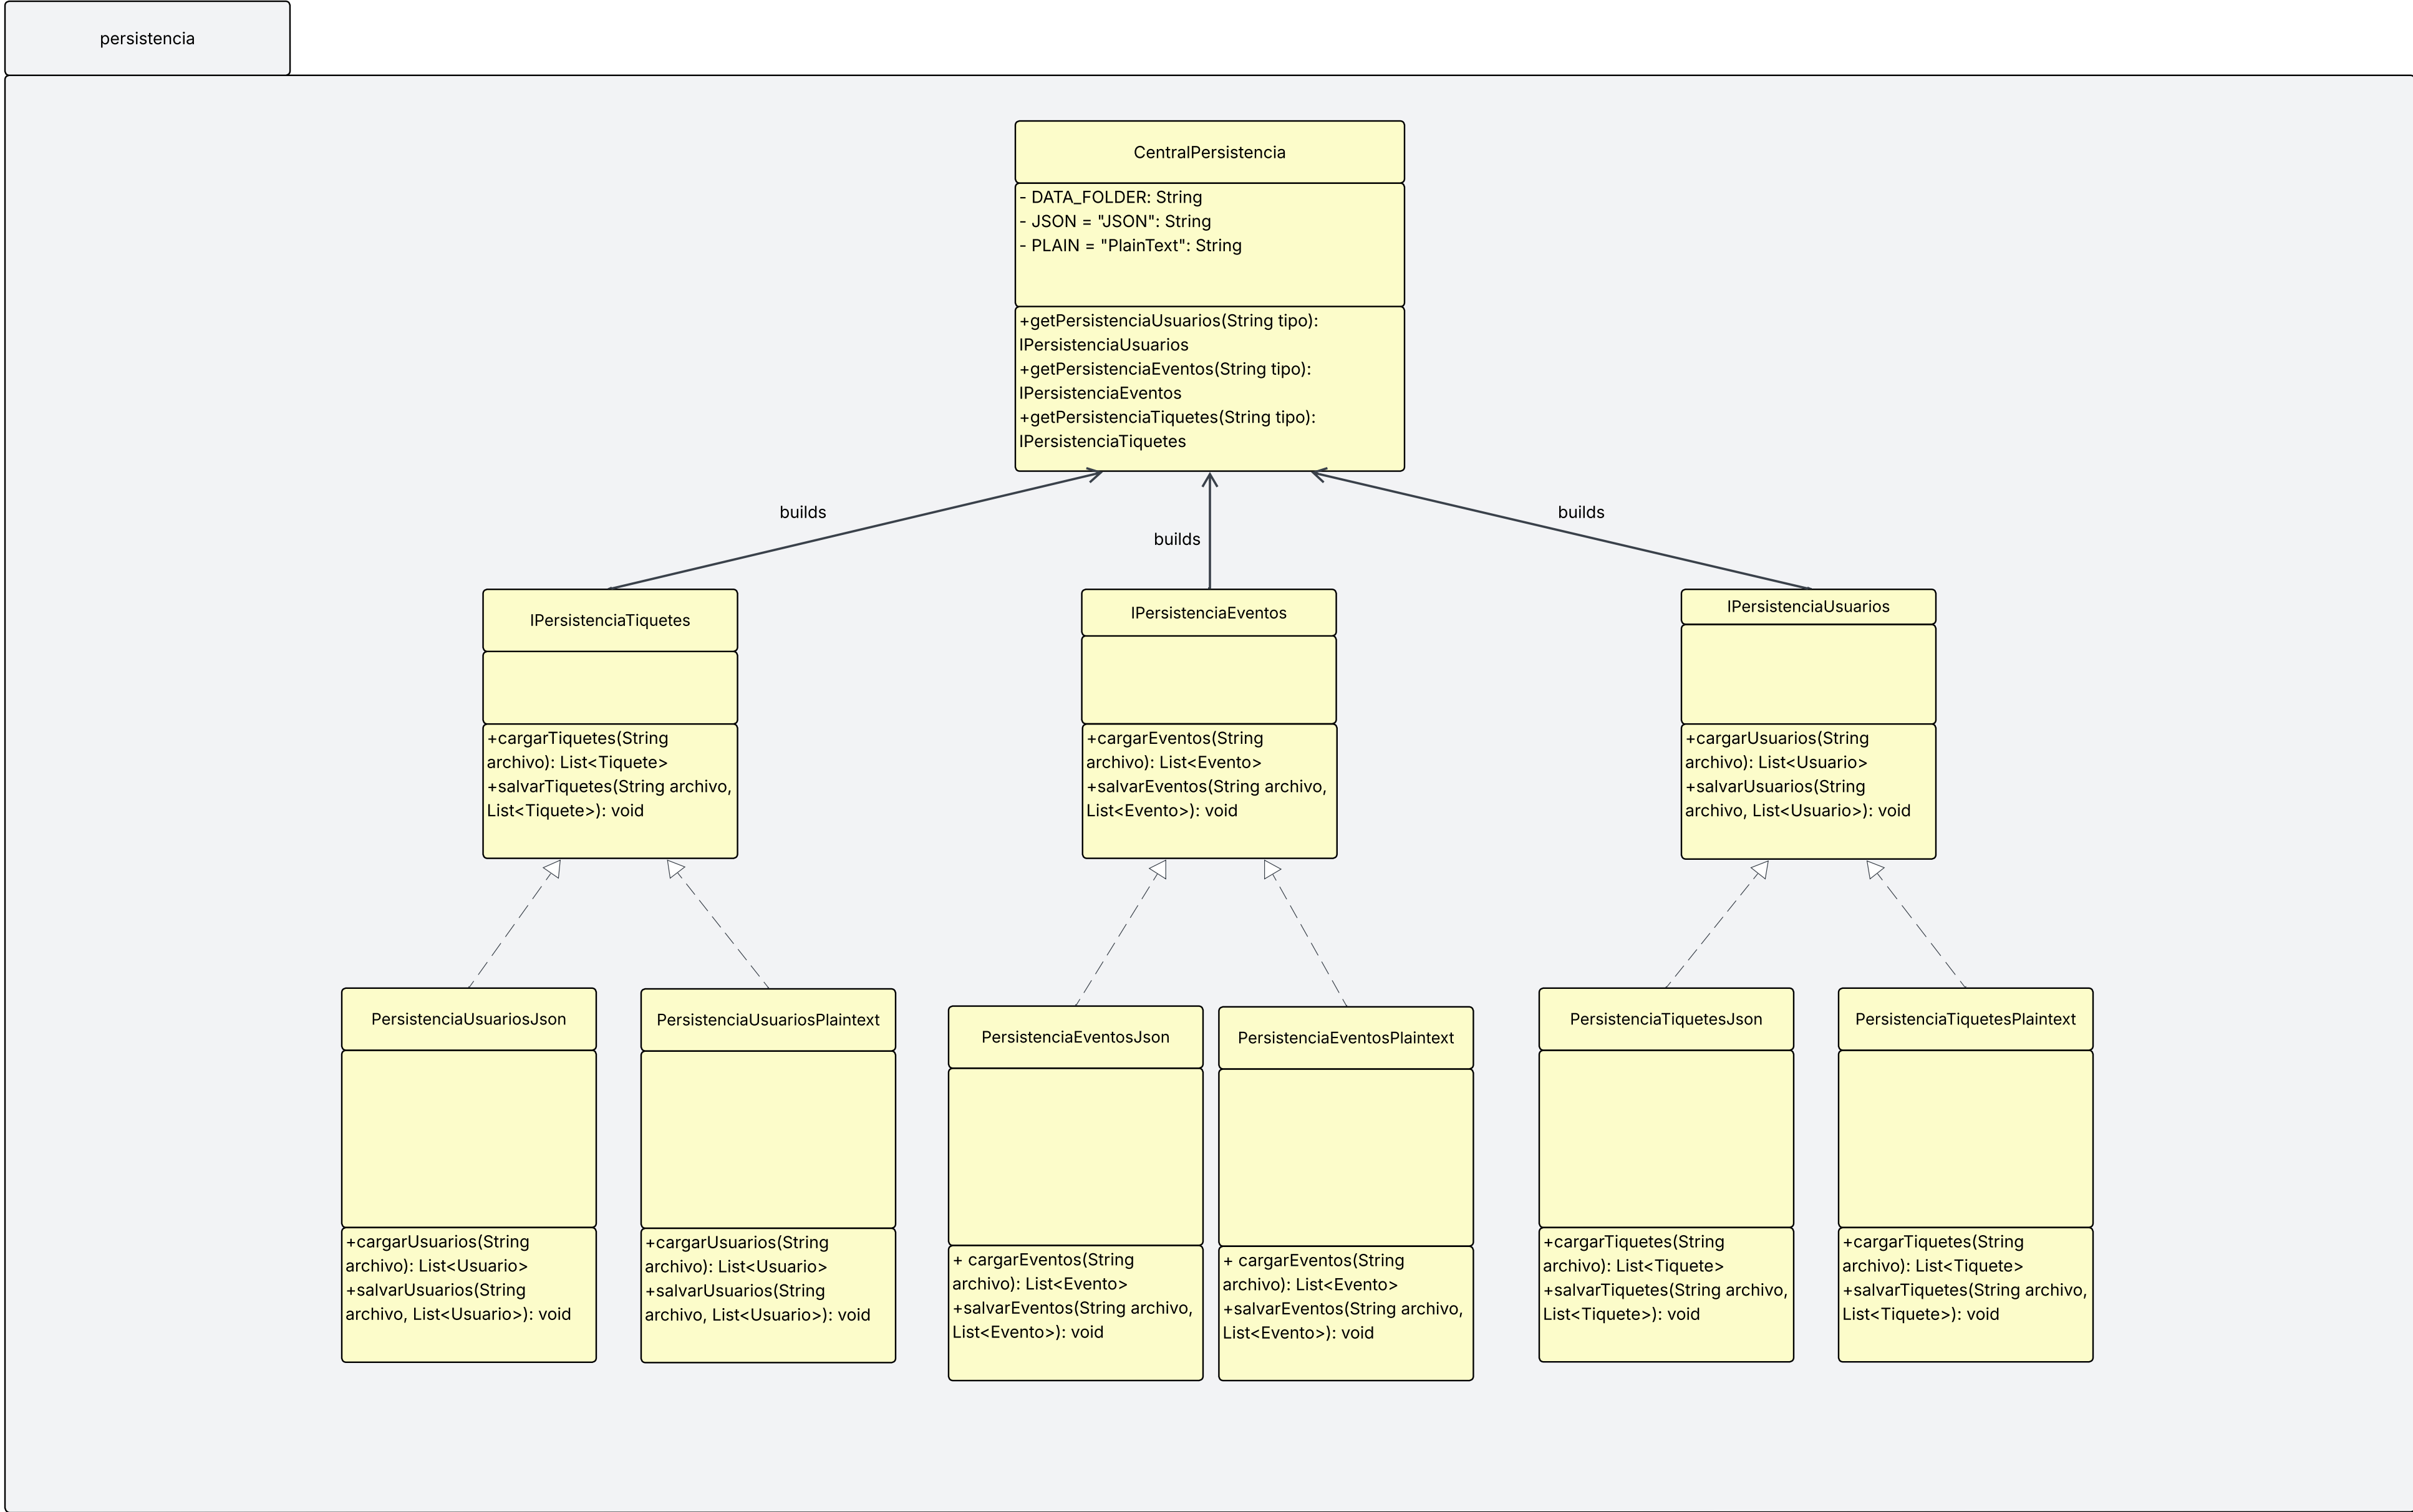 persistencia
CentralPersistencia
- DATA_FOLDER: String
- JSON = "JSON": String
- PLAIN = "PlainText": String
+getPersistenciaUsuarios(String tipo):
IPersistenciaUsuarios
+getPersistenciaEventos(String tipo):
IPersistenciaEventos
+getPersistenciaTiquetes(String tipo):
IPersistenciaTiquetes
builds
builds
builds
IPersistenciaTiquetes
+cargarTiquetes(String
archivo): List<Tiquete>
+salvarTiquetes(String archivo,
List<Tiquete>): void
IPersistenciaEventos
+cargarEventos(String
archivo): List<Evento>
+salvarEventos(String archivo,
List<Evento>): void
IPersistenciaUsuarios
+cargarUsuarios(String
archivo): List<Usuario>
+salvarUsuarios(String
archivo, List<Usuario>): void
PersistenciaUsuariosJson
+cargarUsuarios(String
archivo): List<Usuario>
+salvarUsuarios(String
archivo, List<Usuario>): void
PersistenciaUsuariosPlaintext
+cargarUsuarios(String
archivo): List<Usuario>
+salvarUsuarios(String
archivo, List<Usuario>): void
PersistenciaEventosJson
+ cargarEventos(String
archivo): List<Evento>
+salvarEventos(String archivo,
List<Evento>): void
PersistenciaEventosPlaintext
+ cargarEventos(String
archivo): List<Evento>
+salvarEventos(String archivo,
List<Evento>): void
PersistenciaTiquetesJson
+cargarTiquetes(String
archivo): List<Tiquete>
+salvarTiquetes(String archivo,
List<Tiquete>): void
PersistenciaTiquetesPlaintext
+cargarTiquetes(String
archivo): List<Tiquete>
+salvarTiquetes(String archivo,
List<Tiquete>): void